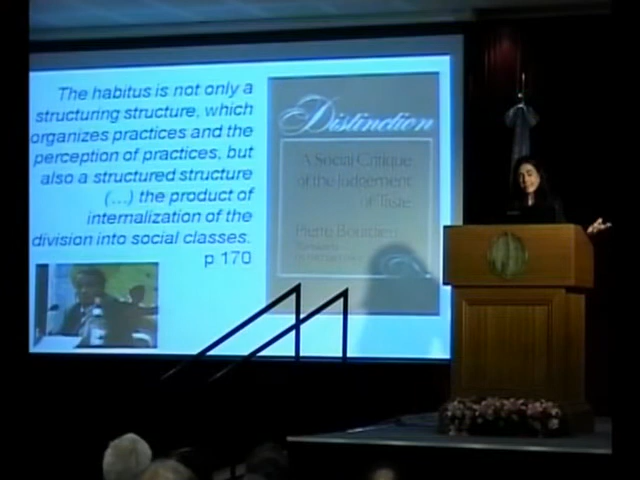 The habitus is not only a
structuring structure, which
organizes practices and the
perception of practices, but
also a structured structure
(...) the product of
internalization of the
division into social classes.
p 170
Distinction
A Social Critique
of the Judgement
of Taste
Pierre Bourdieu